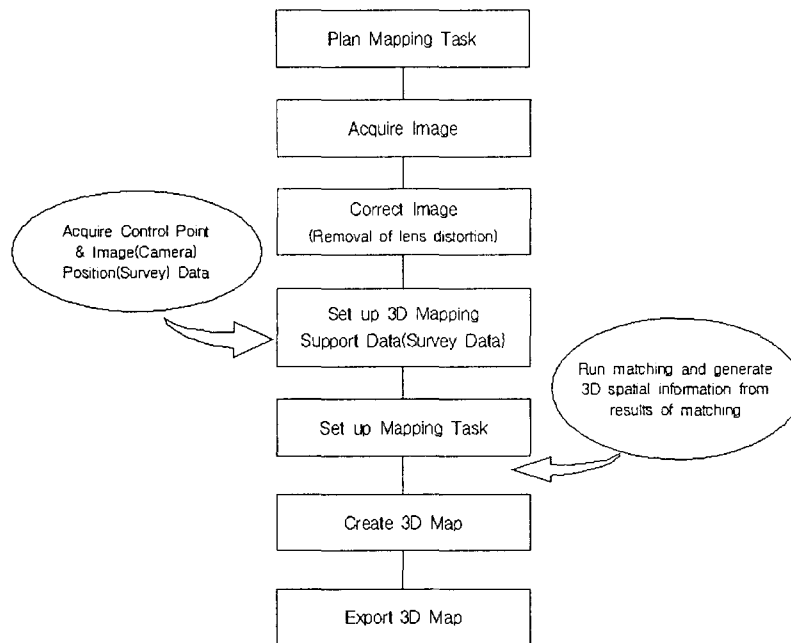 Plan Mapping Task
Acquire Image
Correct Image
(Removal of lens distortion)
Acquire Control Point
& Image(Camera)
Position(Survey) Data
Set up 3D Mapping
Support Data(Survey Data)
Run matching and generate
3D spatial information from
results of matching
Set up Mapping Task
Create 3D Map
Export 3D Map